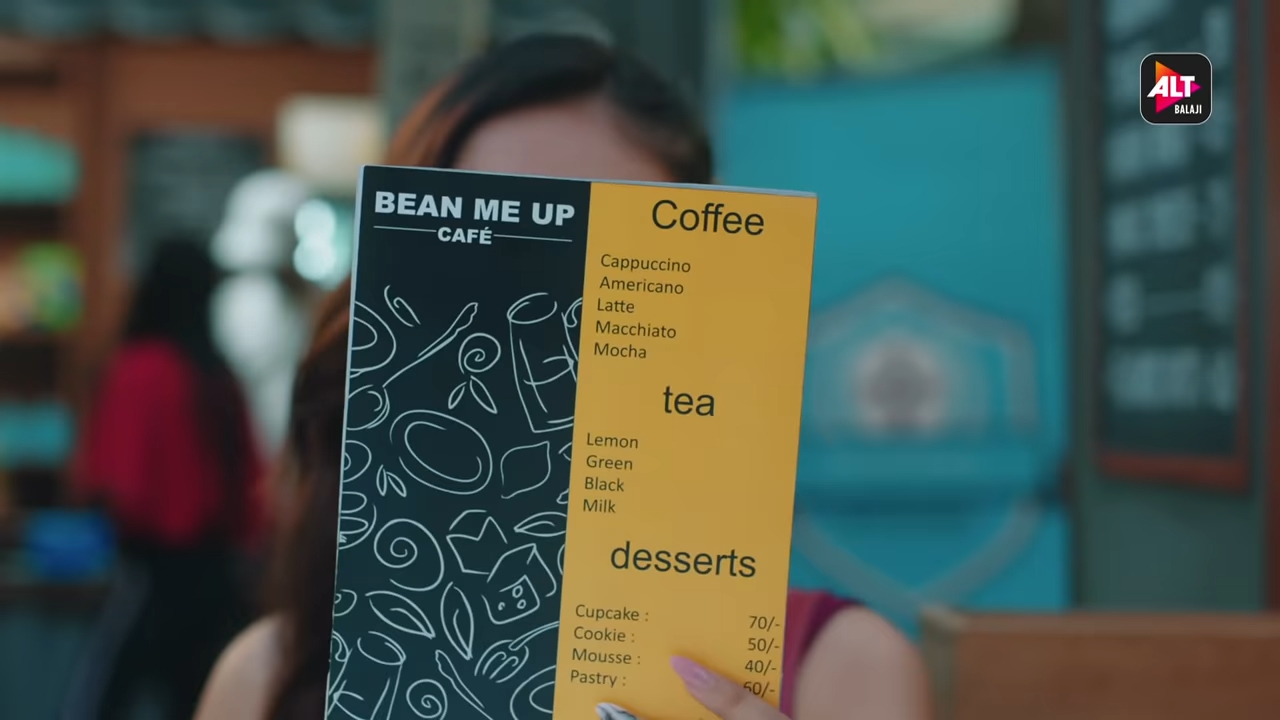 ALT
BALAJI
BEAN ME UP
CAFÉ
Coffee
Cappuccino
Americano
Latte
Macchiato
Mocha
tea
Lemon
Green
Black
Milk
desserts
Cupcake : 70/-
Cookie : 50/-
Mousse : 40/-
Pastry : 60/-